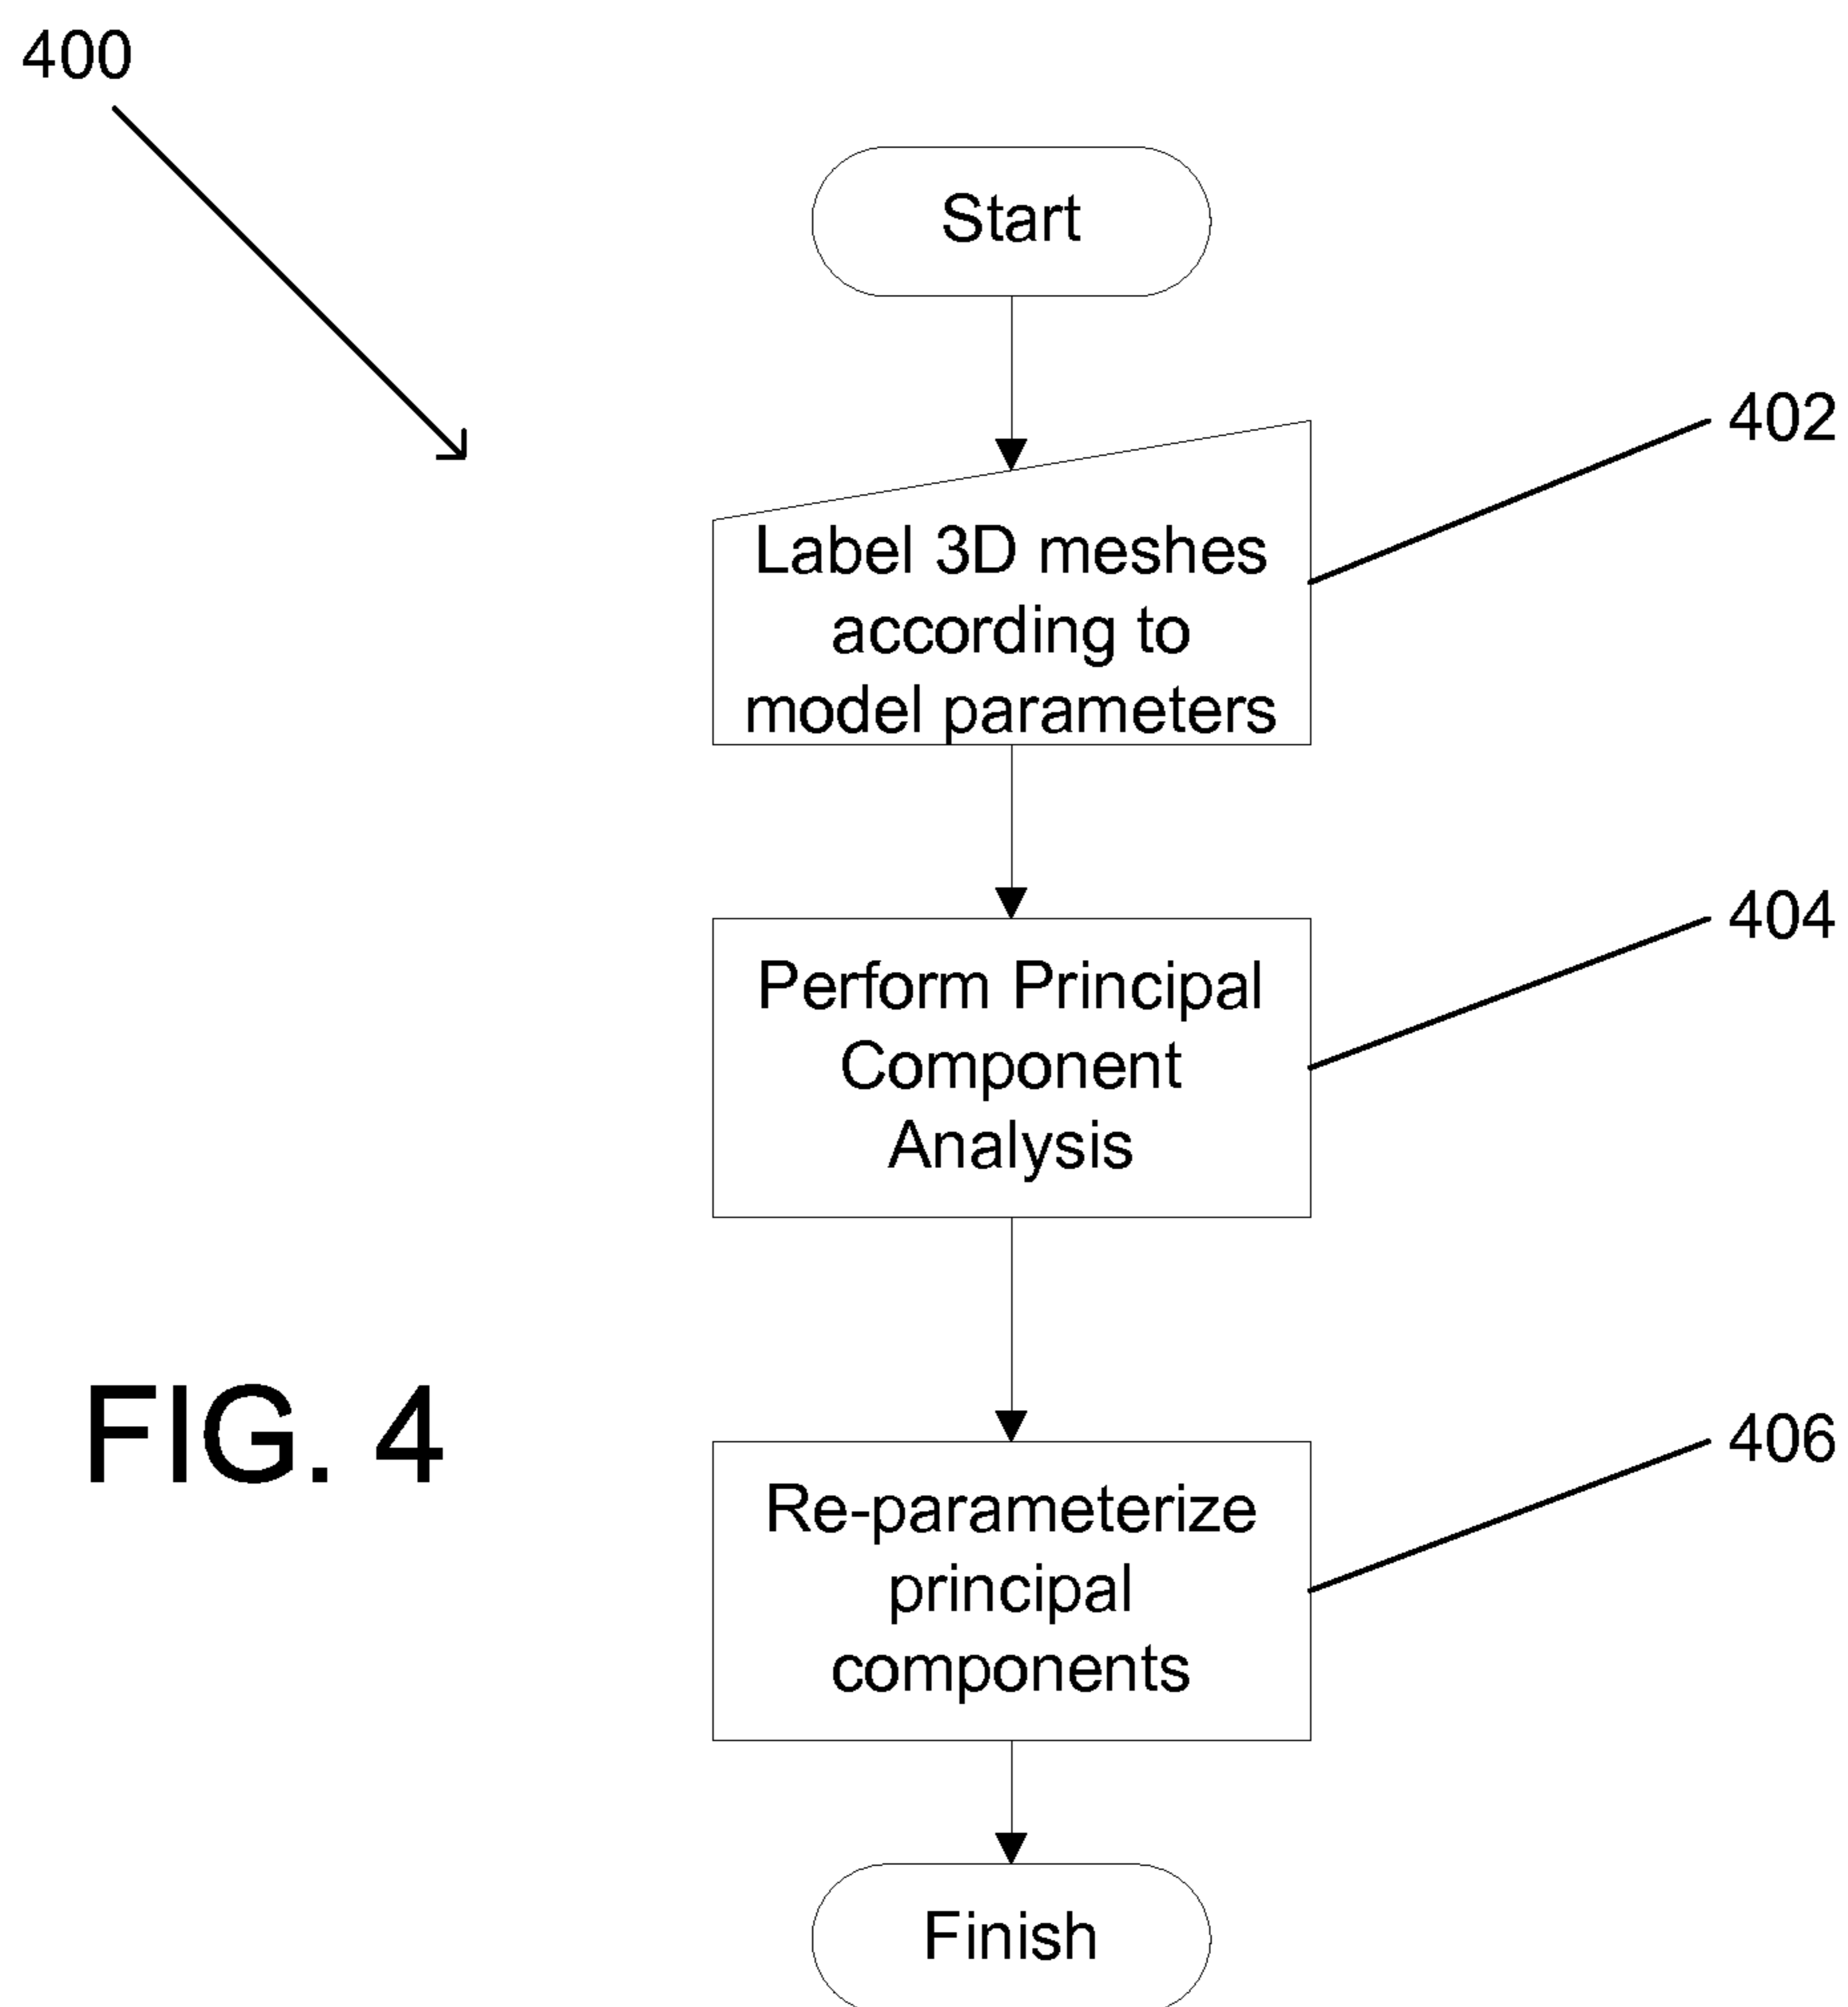 400
Start
402
Label 3D meshes
according to
model parameters
404
Perform Principal
Component
Analysis
FIG. 4
406
Re-parameterize
principal
components
Finish